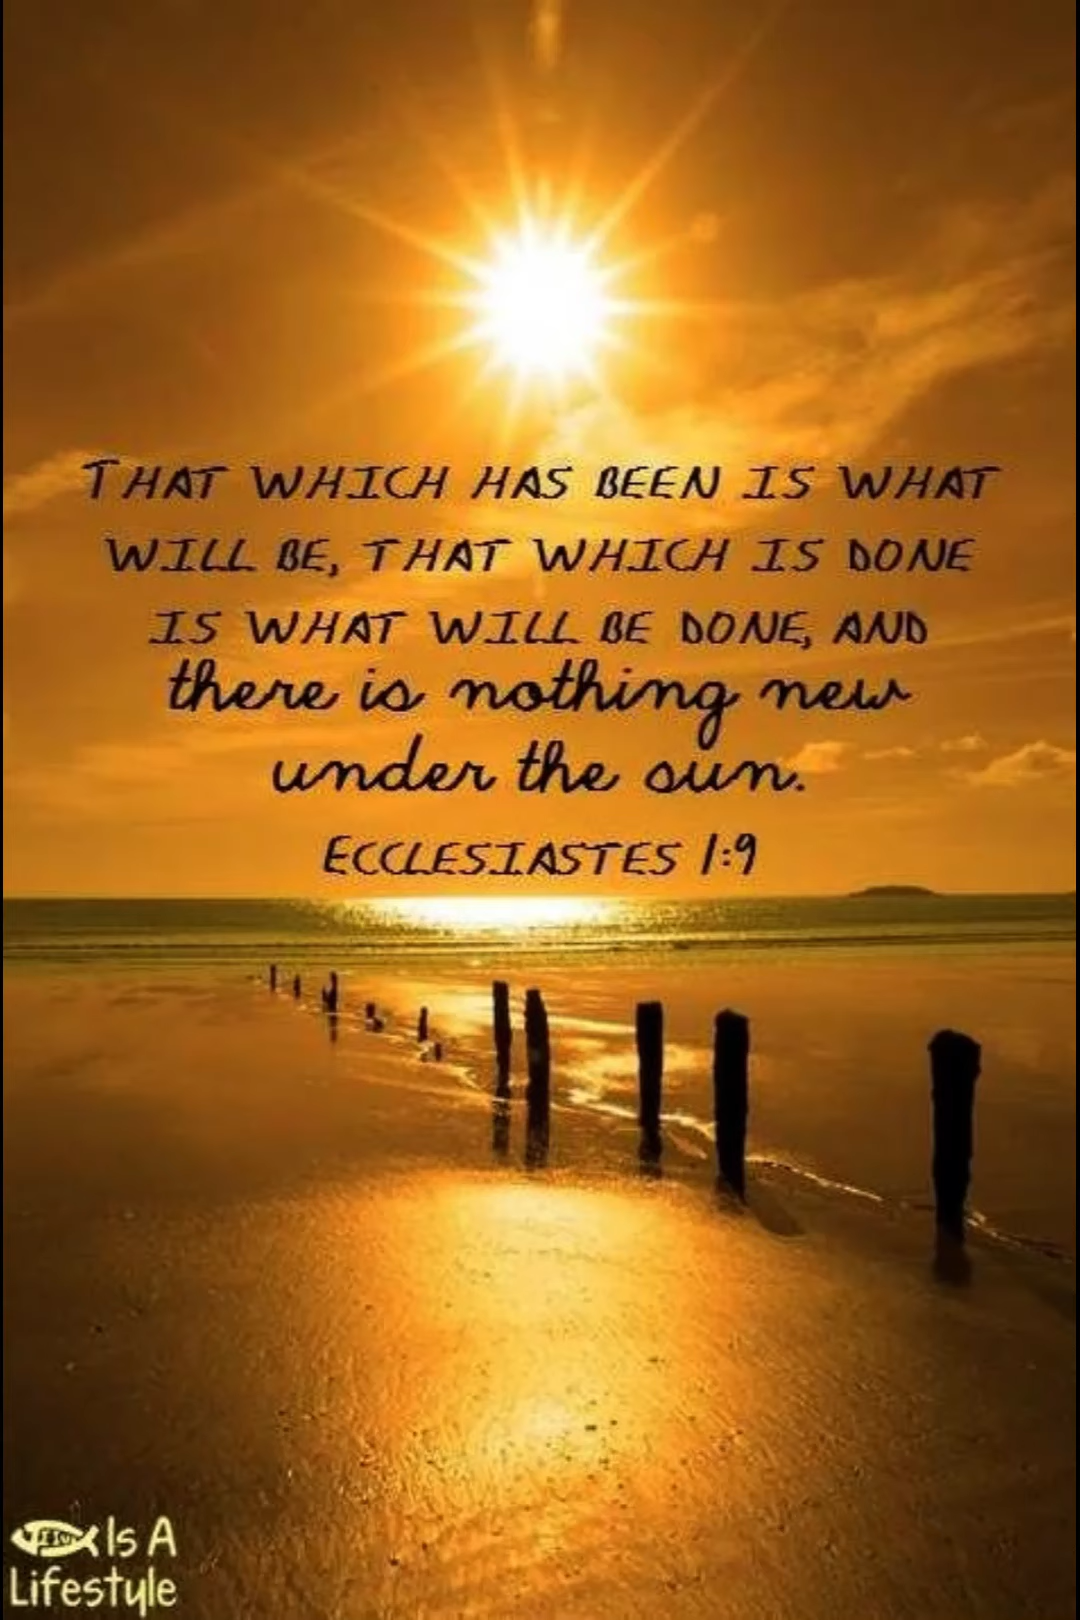 THAT WHICH HAS BEEN IS WHAT
WILL BE, THAT WHICH IS DONE
IS WHAT WILL BE DONE, AND
there is nothing new
under the sun.
ECCLESIASTES 1:9
Is A
Lifestyle